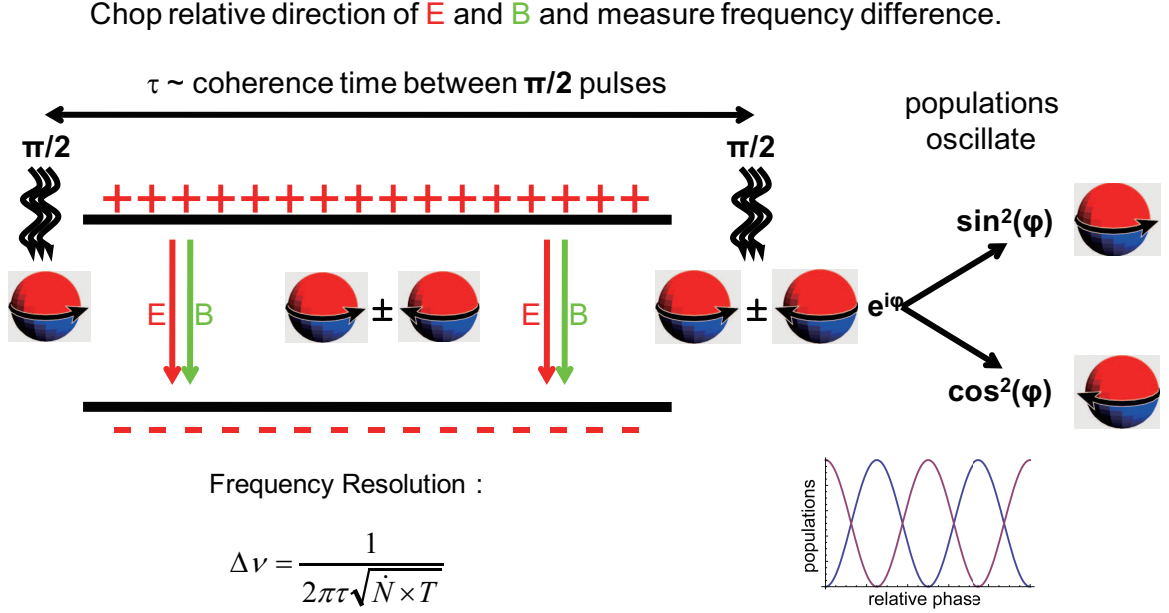 Chop relative direction of E and B and measure frequency difference.
τ ~ coherence time between π/2 pulses
populations
oscillate
π/2
π/2
+ + + + + + + + + + + + + + +
sin²(φ)
E B
±
E B
±
e^{iφ}
cos²(φ)
- - - - - - - - - - - - - -
Frequency Resolution :
Δν = 1 / (2πτ√(Ṅ × T))
populations
relative phase